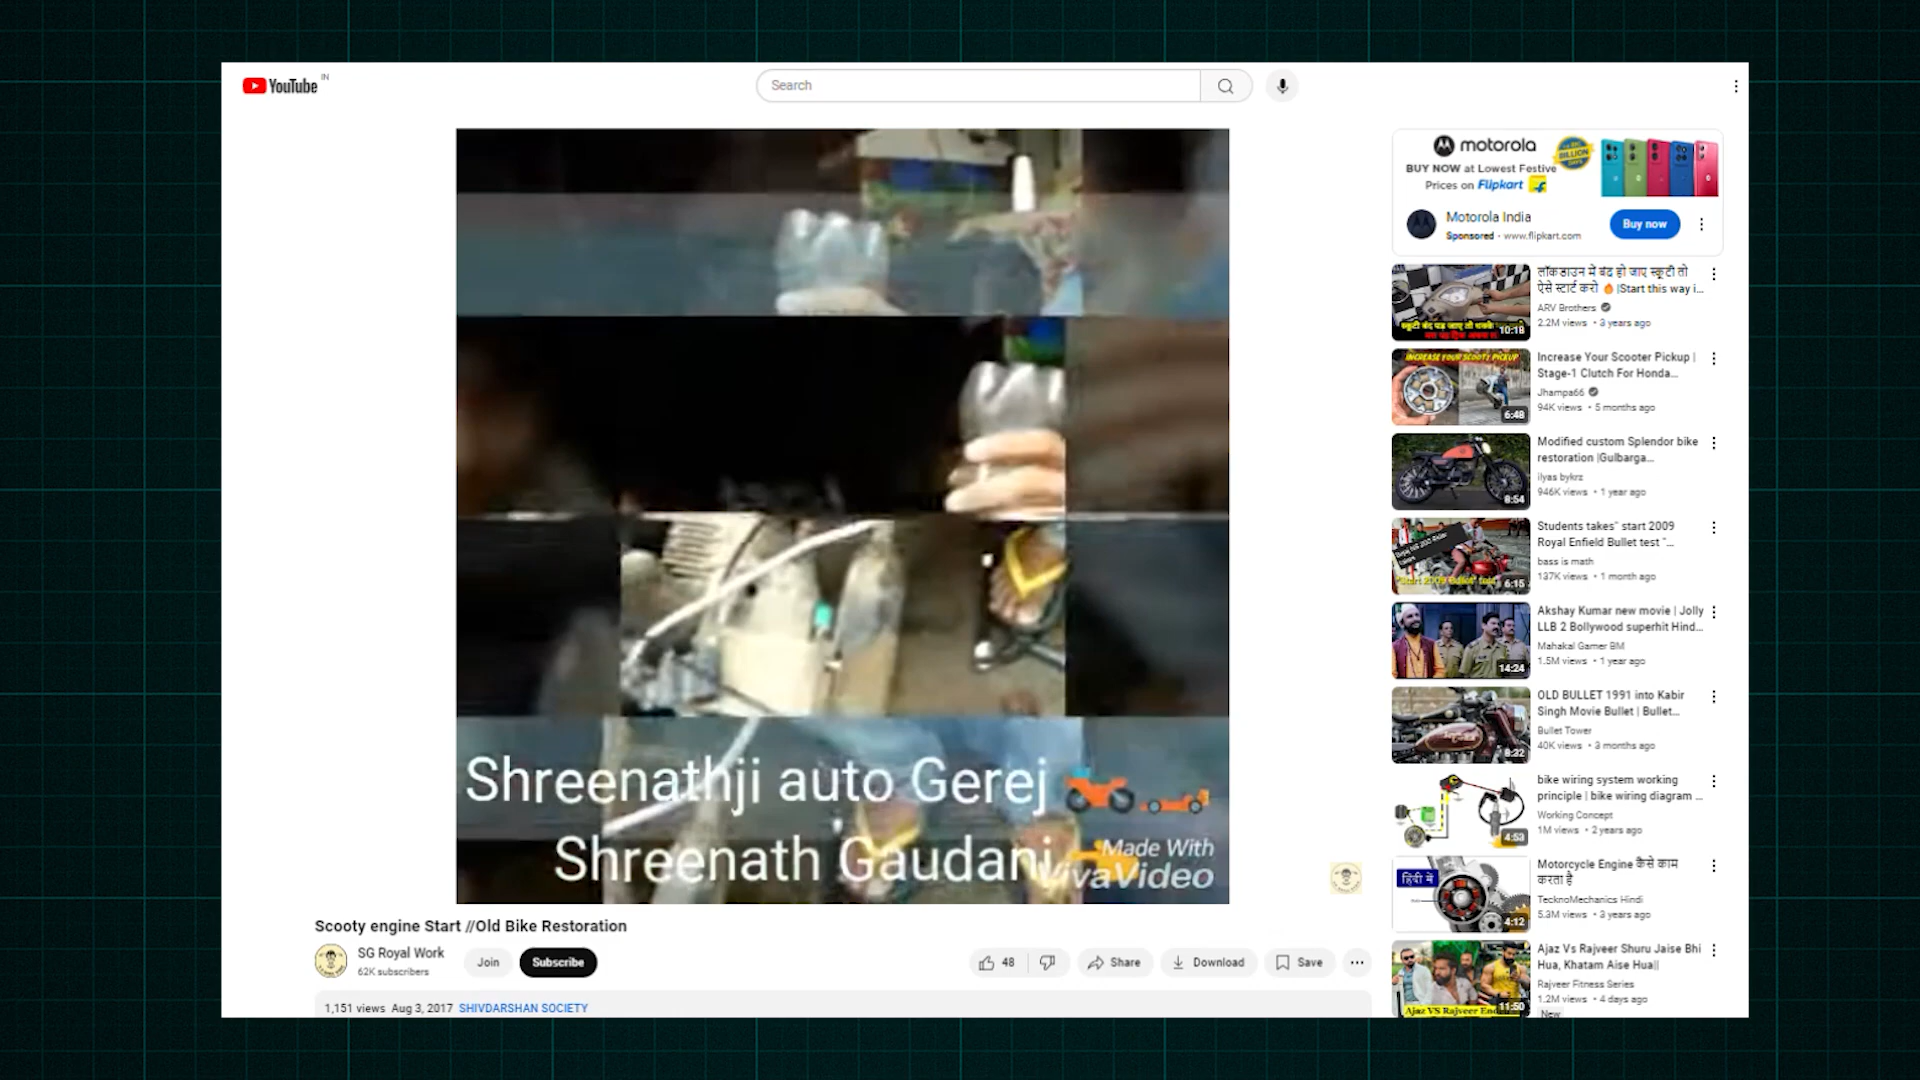 YouTube IN
Search
Shreenathji auto Gerej
Shreenath Gaudani
Made With
VivaVideo
Scooty engine Start //Old Bike Restoration
SG Royal Work
62K subscribers
Join
Subscribe
48
Share
Download
Save
1,151 views Aug 3, 2017 SHIVDARSHAN SOCIETY
motorola
BUY NOW at Lowest Festive
Prices on Flipkart
BILLION
Motorola India
Sponsored · www.flipkart.com
Buy now
10:18
लॉकडाउन में बंद हो जाए स्कूटी तो
ऐसे स्टार्ट करो 🔥 |Start this way i...
ARV Brothers
2.2M views • 3 years ago
INCREASE YOUR SCOOTY PICKUP
6:48
Increase Your Scooter Pickup |
Stage-1 Clutch For Honda...
Jhampa66
94K views • 5 months ago
8:54
Modified custom Splendor bike
restoration |Gulbarga...
ilyas bykrz
946K views • 1 year ago
6:15
Students takes" start 2009
Royal Enfield Bullet test "...
bass is math
137K views • 1 month ago
14:24
Akshay Kumar new movie | Jolly
LLB 2 Bollywood superhit Hind...
Mahakal Gamer BM
1.5M views • 1 year ago
8:32
OLD BULLET 1991 into Kabir
Singh Movie Bullet | Bullet...
Bullet Tower
40K views • 3 months ago
4:53
bike wiring system working
principle | bike wiring diagram ...
Working Concept
1M views • 2 years ago
हिंदी में
4:12
Motorcycle Engine कैसे काम
करता है
TecknoMechanics Hindi
5.3M views • 3 years ago
Ajaz VS Rajveer
11:50
Ajaz Vs Rajveer Shuru Jaise Bhi
Hua, Khatam Aise Hua||
Rajveer Fitness Series
1.2M views • 4 days ago
New